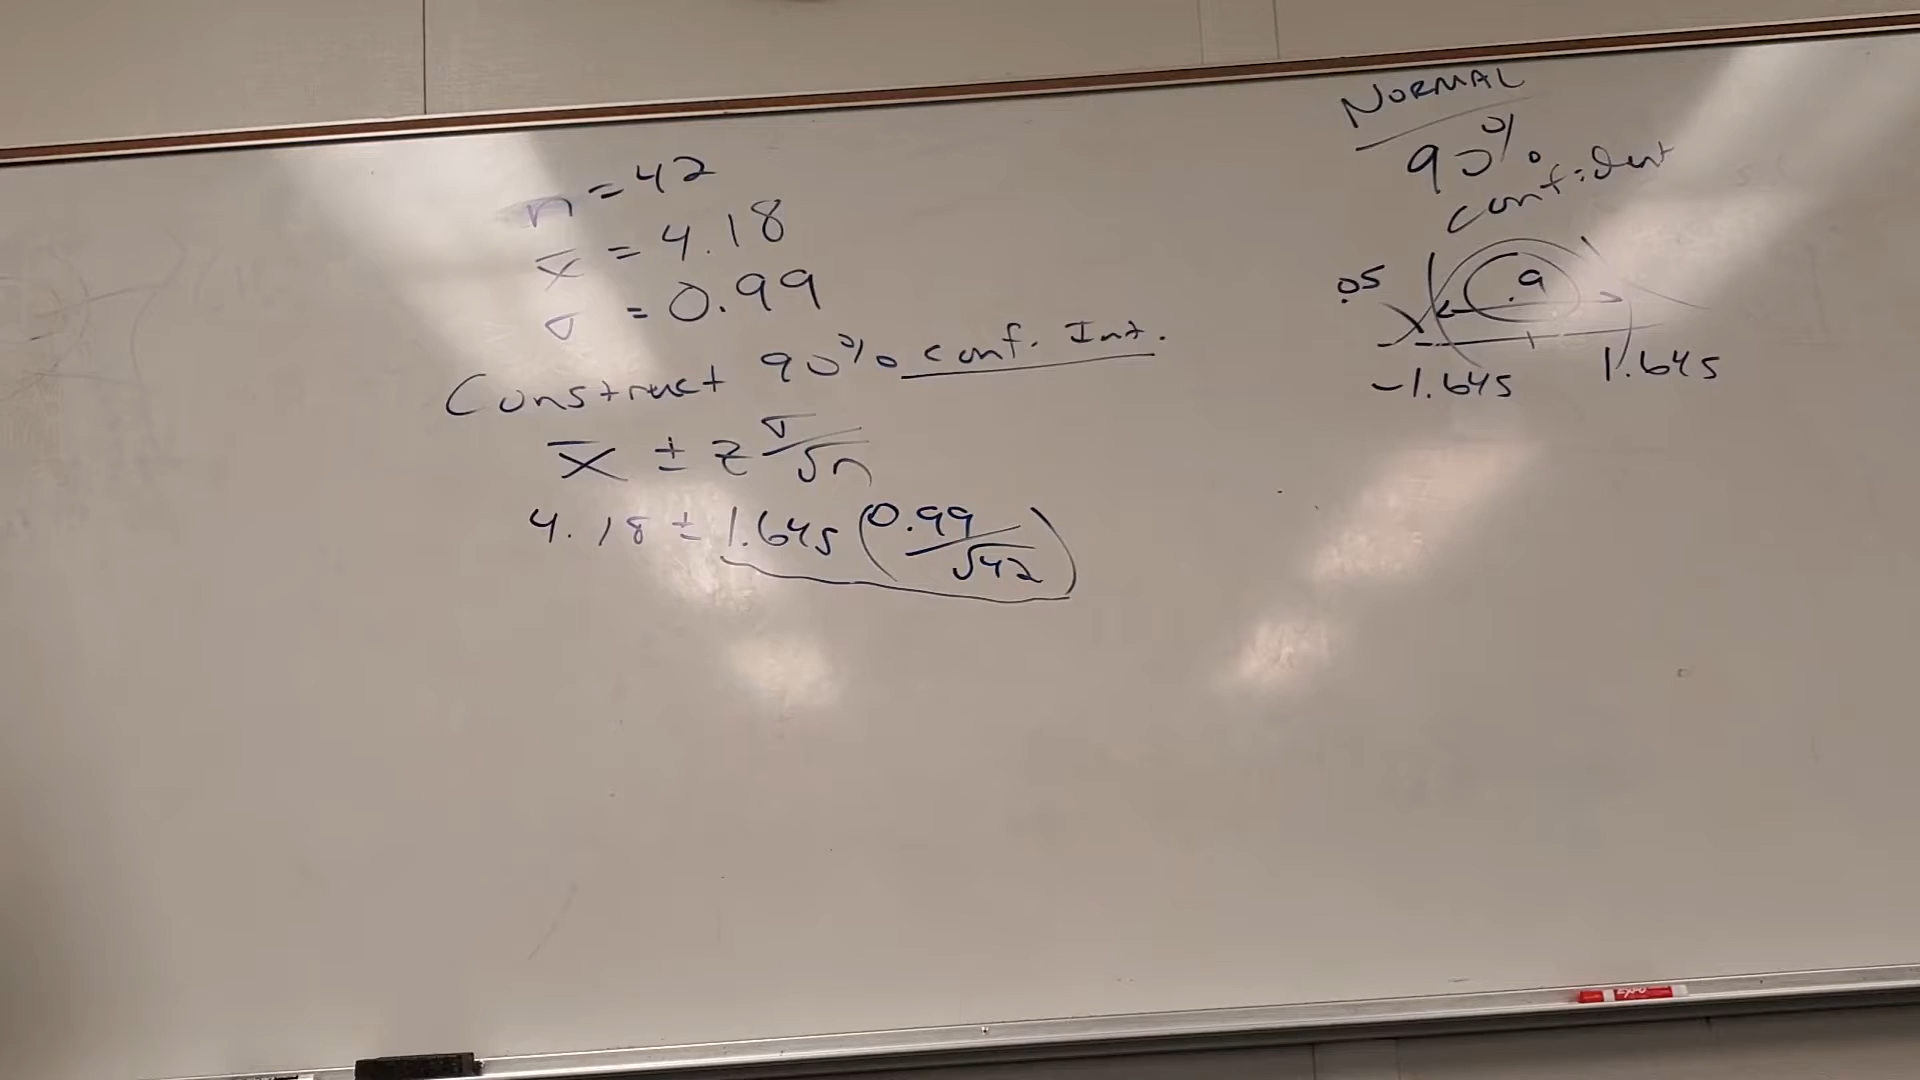 n = 42
x̄ = 4.18
σ = 0.99
Construct 90% conf. Int.
x̄ ± z σ/√n
4.18 ± 1.645 (0.99/√42)
NORMAL
90%
confident
.05
.9
-1.645
1.645
EXPO